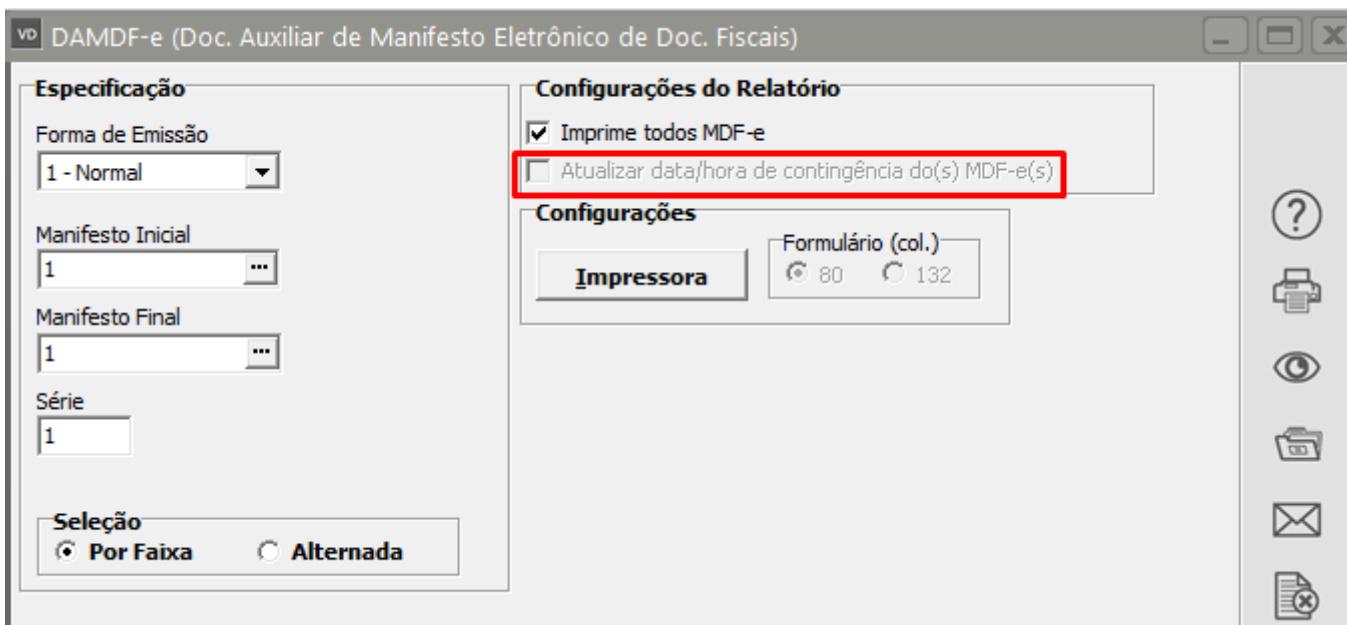 VD DAMDF-e (Doc. Auxiliar de Manifesto Eletrônico de Doc. Fiscais)
Especificação
Forma de Emissão
1 - Normal
Manifesto Inicial
1 ...
Manifesto Final
1 ...
Série
1
Seleção
Por Faixa Alternada
Configurações do Relatório
Imprime todos MDF-e
Atualizar data/hora de contingência do(s) MDF-e(s)
Configurações
Impressora
Formulário (col.)
80 132
?